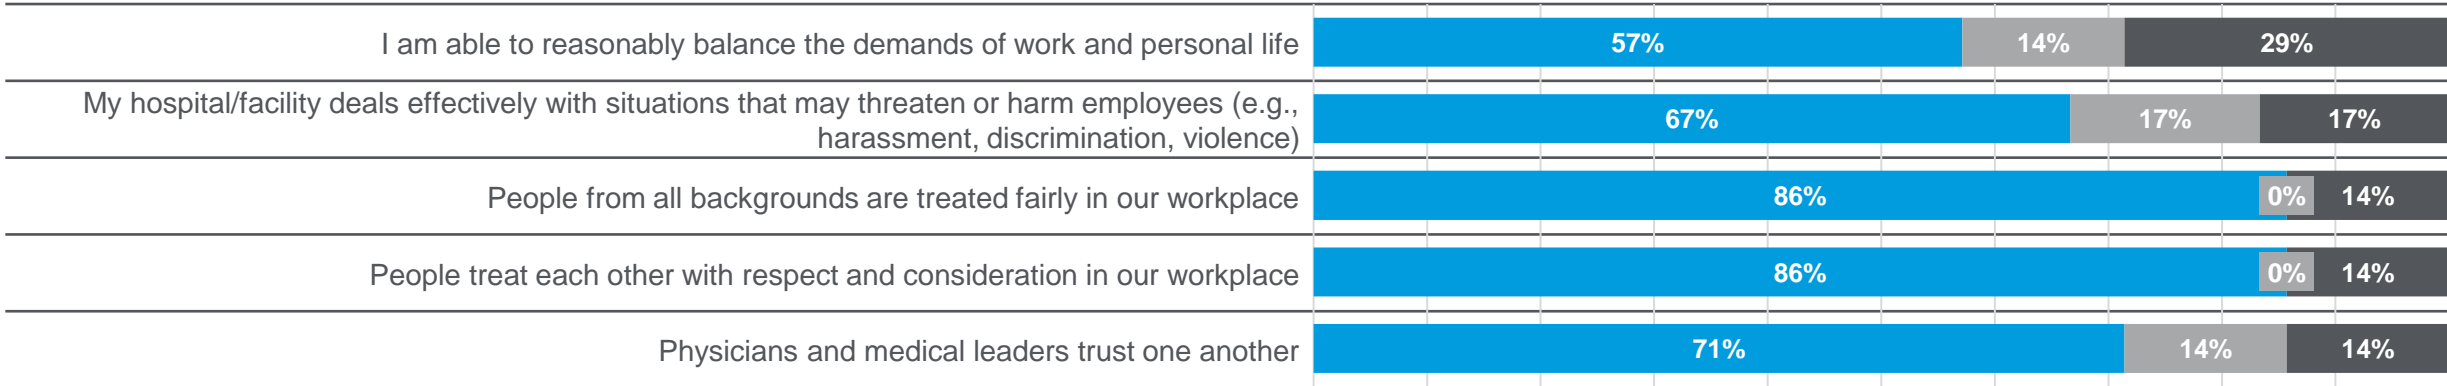 I am able to reasonably balance the demands of work and personal life 57% 14% 29%
My hospital/facility deals effectively with situations that may threaten or harm employees (e.g.,
harassment, discrimination, violence) 67% 17% 17%
People from all backgrounds are treated fairly in our workplace 86% 0% 14%
People treat each other with respect and consideration in our workplace 86% 0% 14%
Physicians and medical leaders trust one another 71% 14% 14%